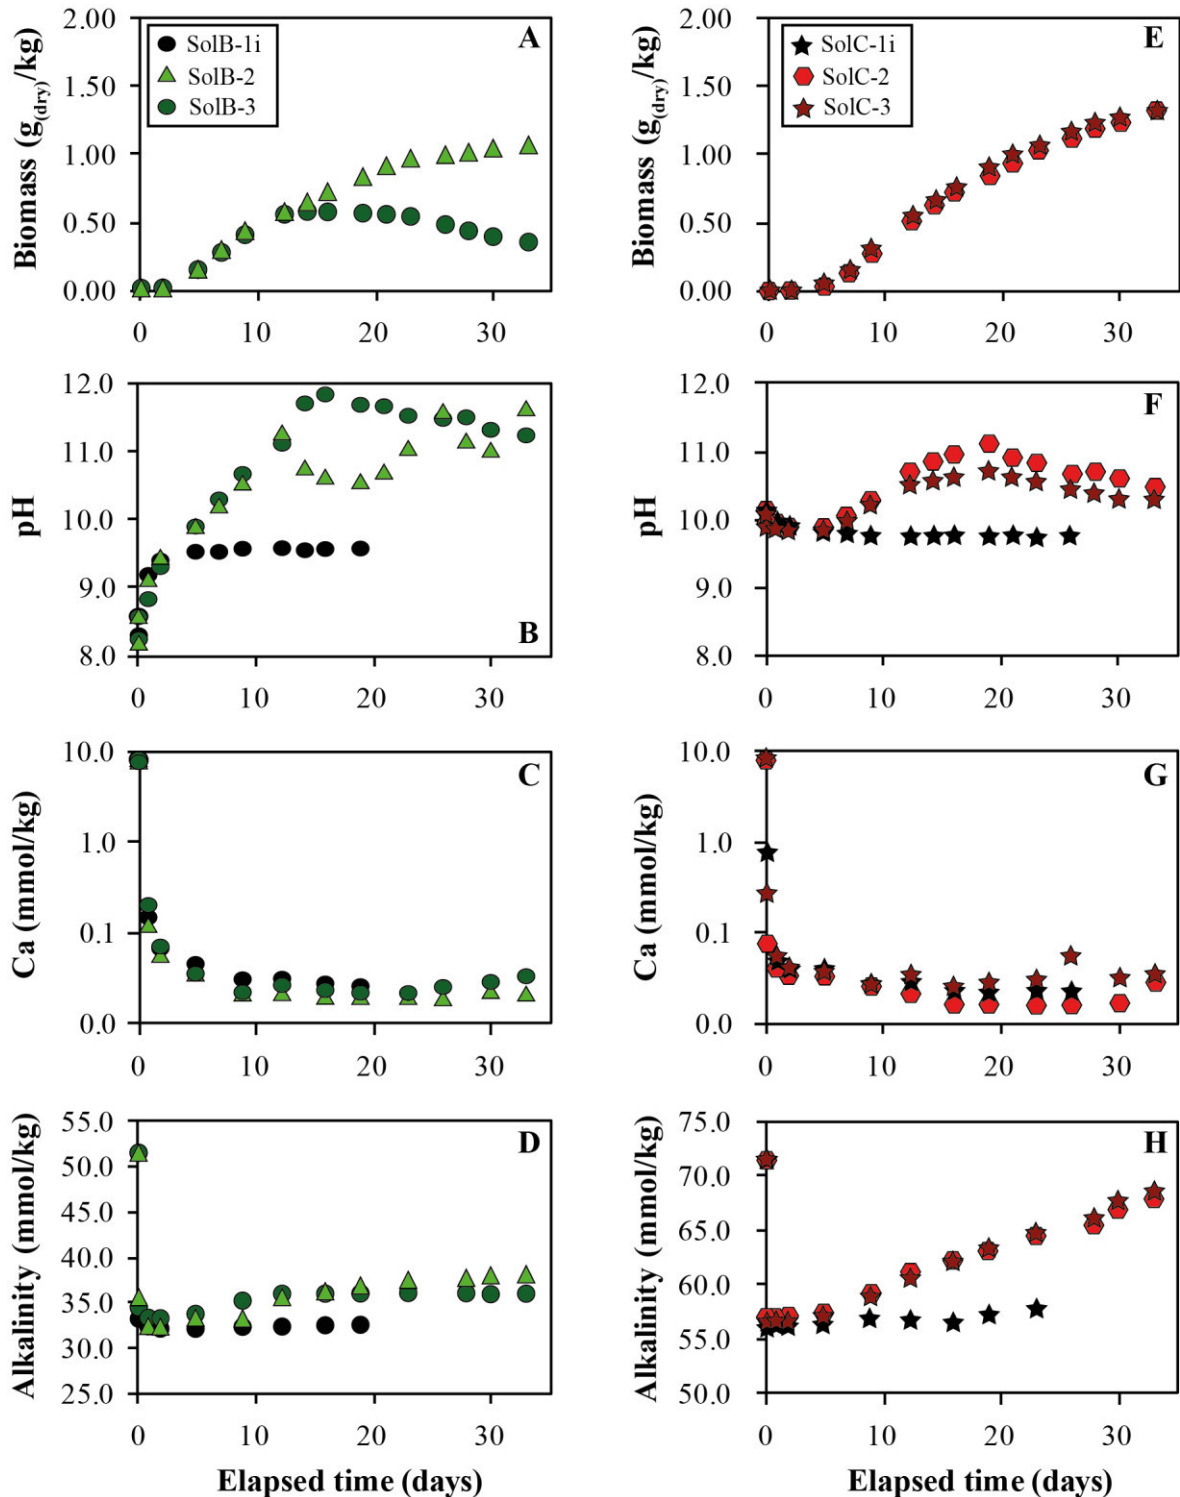 Biomass (g(dry)/kg)
2.00
1.50
1.00
0.50
0.00
SolB-1i
SolB-2
SolB-3
A
0 10 20 30
pH
12.0
11.0
10.0
9.0
8.0
B
0 10 20 30
Ca (mmol/kg)
10.0
1.0
0.1
0.0
C
0 10 20 30
Alkalinity (mmol/kg)
55.0
50.0
45.0
40.0
35.0
30.0
25.0
D
0 10 20 30
Elapsed time (days)
Biomass (g(dry)/kg)
2.00
1.50
1.00
0.50
0.00
SolC-1i
SolC-2
SolC-3
E
0 10 20 30
pH
12.0
11.0
10.0
9.0
8.0
F
0 10 20 30
Ca (mmol/kg)
10.0
1.0
0.1
0.0
G
0 10 20 30
Alkalinity (mmol/kg)
75.0
70.0
65.0
60.0
55.0
50.0
H
0 10 20 30
Elapsed time (days)